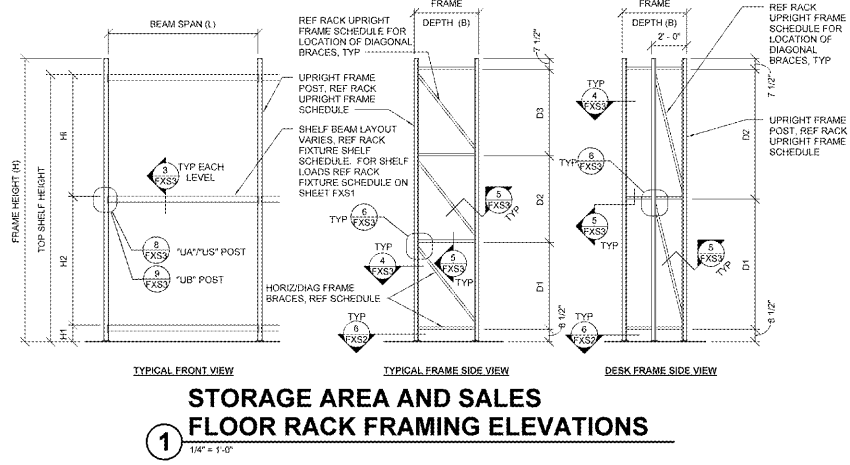 BEAM SPAN (L)
REF RACK UPRIGHT
FRAME SCHEDULE FOR
LOCATION OF DIAGONAL
BRACES, TYP
FRAME
DEPTH (B)
7 1/2"
FRAME
DEPTH (B)
2' - 0"
REF RACK
UPRIGHT FRAME
SCHEDULE FOR
LOCATION OF
DIAGONAL
BRACES, TYP
7 1/2"
UPRIGHT FRAME
POST, REF RACK
UPRIGHT FRAME
SCHEDULE
SHELF BEAM LAYOUT
VARIES, REF RACK
FIXTURE SHELF
SCHEDULE. FOR SHELF
LOADS REF RACK
FIXTURE SCHEDULE ON
SHEET FXS1
FRAME HEIGHT (H)
TOP SHELF HEIGHT
Hi
H2
H1
3
FXS3
TYP EACH
LEVEL
8
FXS3
"UA"/"US" POST
9
FXS3
"UB" POST
D3
D2
D1
6 1/2"
TYP
6
FXS3
TYP
4
FXS3
5
FXS3
TYP
5
FXS3
TYP
HORIZ/DIAG FRAME
BRACES, REF SCHEDULE
TYP
6
FXS2
TYP
4
FXS3
TYP
6
FXS3
5
FXS3
5
FXS3
TYP
TYP
6
FXS2
UPRIGHT FRAME
POST, REF RACK
UPRIGHT FRAME
SCHEDULE
D2
D1
6 1/2"
TYPICAL FRONT VIEW
TYPICAL FRAME SIDE VIEW
DESK FRAME SIDE VIEW
STORAGE AREA AND SALES
FLOOR RACK FRAMING ELEVATIONS
1
1/4" = 1'-0"